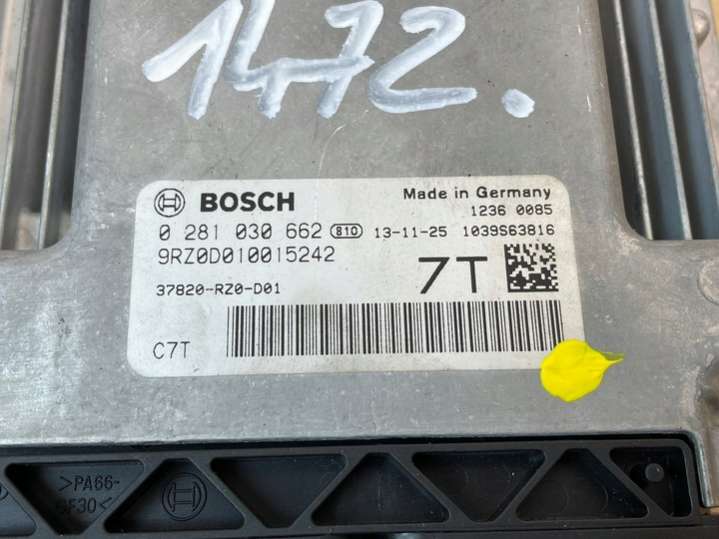 1472.
BOSCH
Made in Germany
1236 0085
0 281 030 662 810 13-11-25 1039S63816
9RZ0D010015242
7T
37820-RZ0-D01
C7T
>PA66-
GF30<